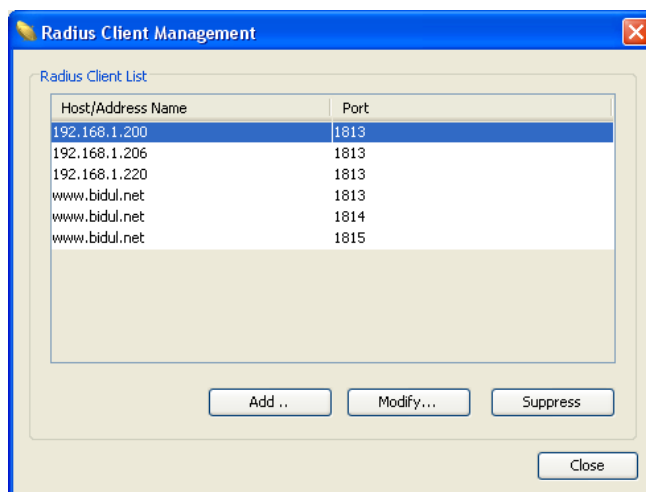 Radius Client Management
Radius Client List
Host/Address Name Port
192.168.1.200 1813
192.168.1.206 1813
192.168.1.220 1813
www.bidul.net 1813
www.bidul.net 1814
www.bidul.net 1815
Add .. Modify... Suppress
Close